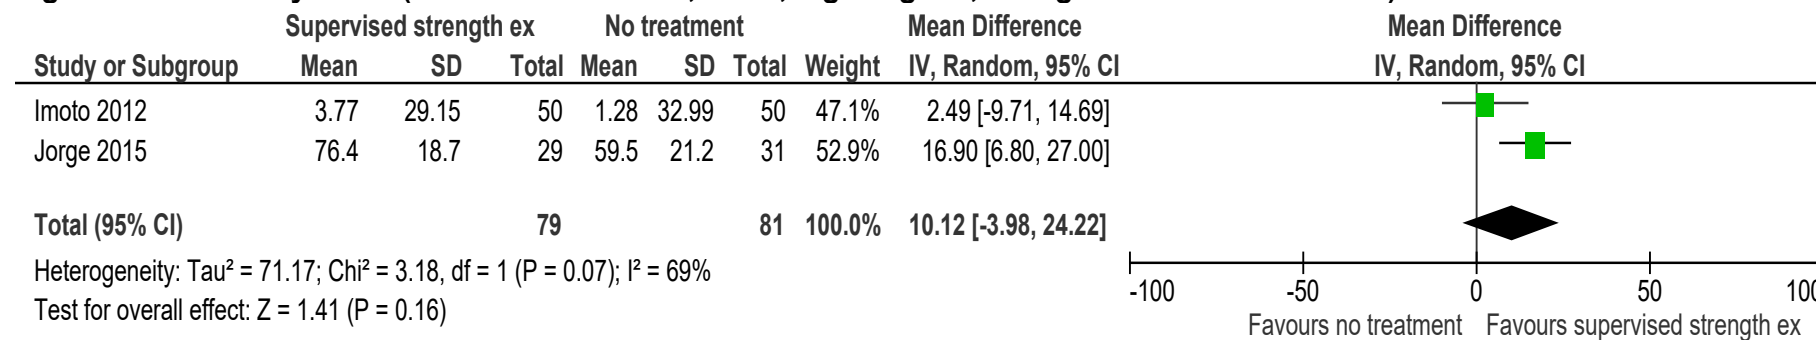 Supervised strength ex No treatment Mean Difference Mean Difference
Study or Subgroup Mean SD Total Mean SD Total Weight IV, Random, 95% CI IV, Random, 95% CI
Imoto 2012 3.77 29.15 50 1.28 32.99 50 47.1% 2.49 [-9.71, 14.69]
Jorge 2015 76.4 18.7 29 59.5 21.2 31 52.9% 16.90 [6.80, 27.00]
Total (95% CI) 79 81 100.0% 10.12 [-3.98, 24.22]
Heterogeneity: Tau² = 71.17; Chi² = 3.18, df = 1 (P = 0.07); I² = 69%
Test for overall effect: Z = 1.41 (P = 0.16)
-100 -50 0 50 100
Favours no treatment Favours supervised strength ex